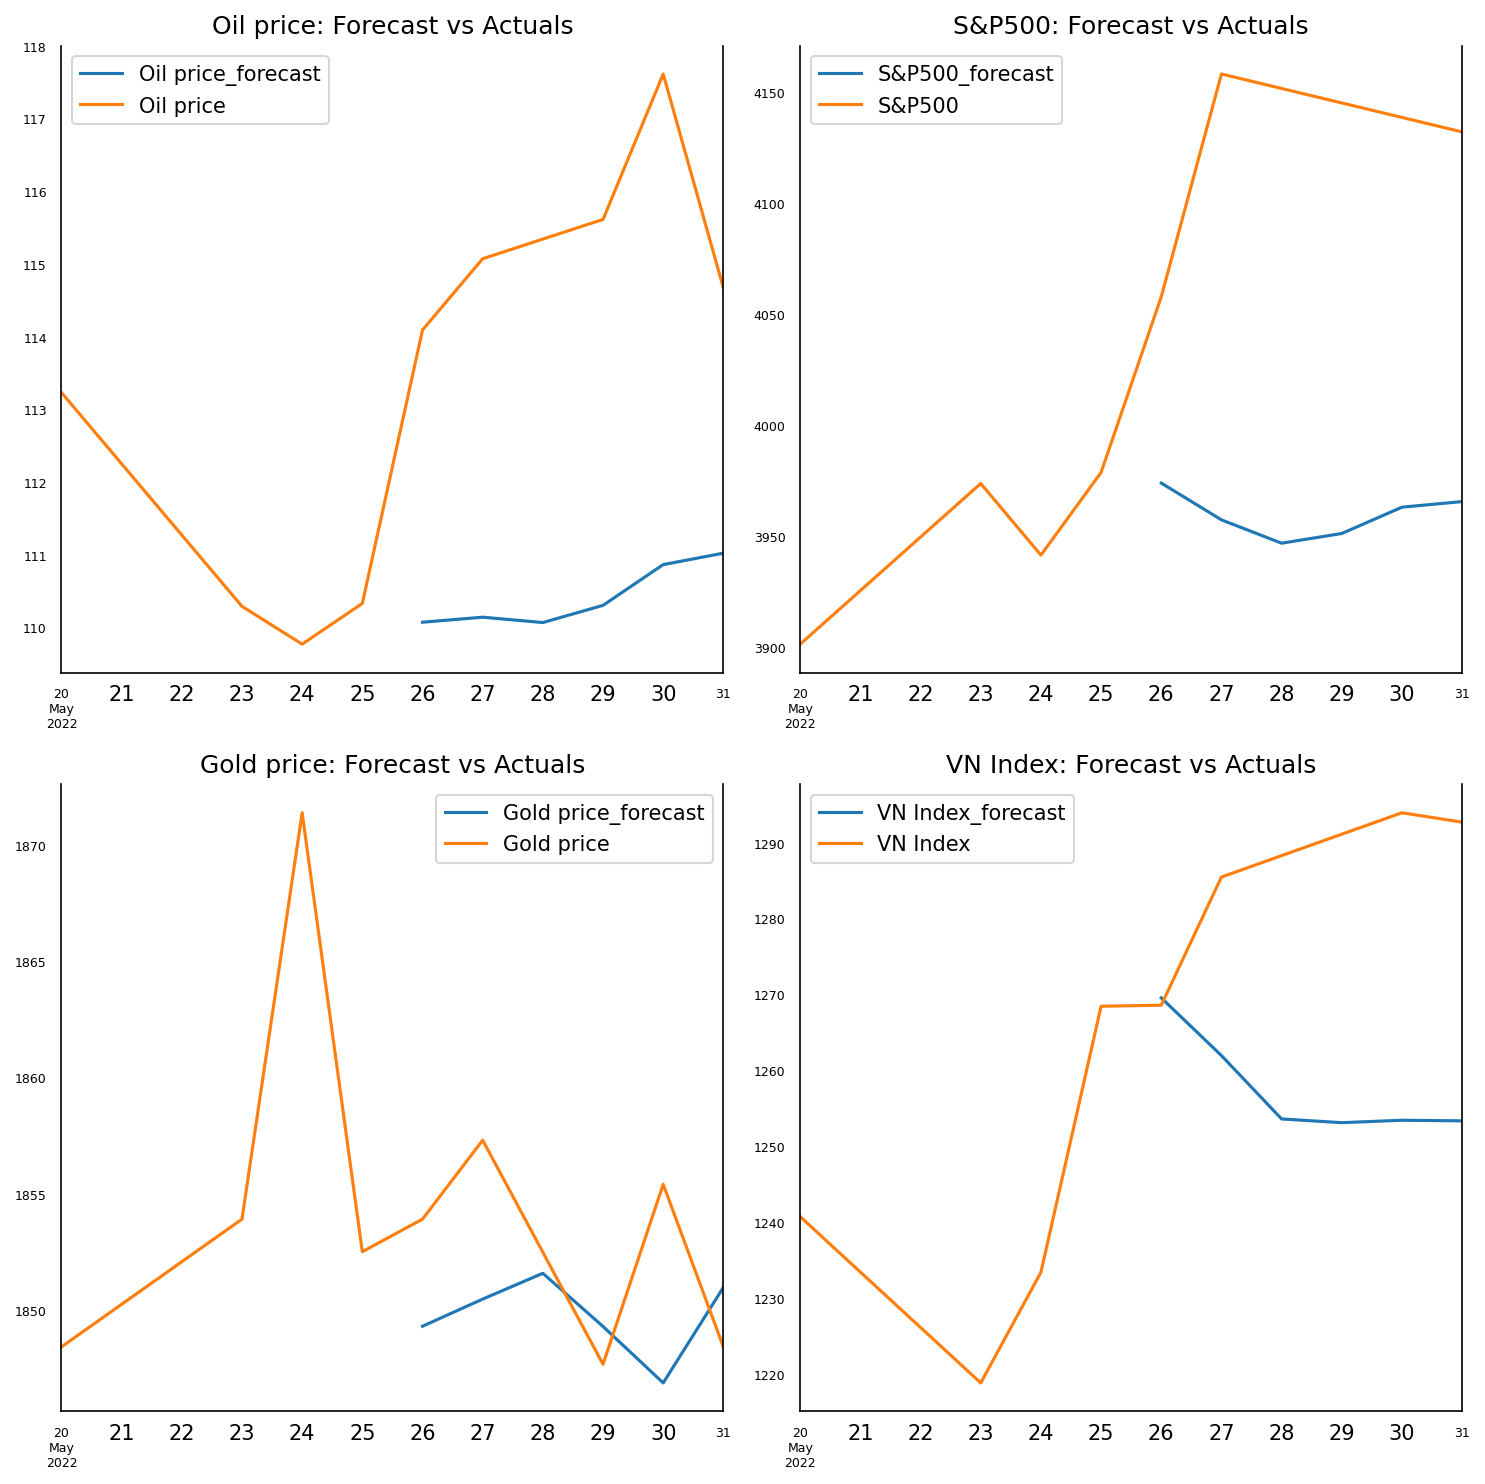 Oil price: Forecast vs Actuals
118
117
116
115
114
113
112
111
110
Oil price_forecast
Oil price
20
May
2022
21 22 23 24 25 26 27 28 29 30 31
S&P500: Forecast vs Actuals
4150
4100
4050
4000
3950
3900
S&P500_forecast
S&P500
20
May
2022
21 22 23 24 25 26 27 28 29 30 31
Gold price: Forecast vs Actuals
1870
1865
1860
1855
1850
Gold price_forecast
Gold price
20
May
2022
21 22 23 24 25 26 27 28 29 30 31
VN Index: Forecast vs Actuals
1290
1280
1270
1260
1250
1240
1230
1220
VN Index_forecast
VN Index
20
May
2022
21 22 23 24 25 26 27 28 29 30 31